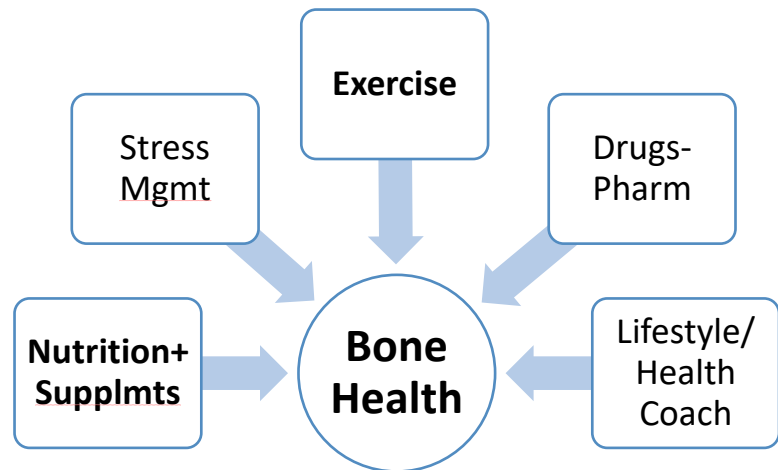 Exercise
Stress
Mgmt
Drugs-
Pharm
Nutrition+
Supplmts
Bone
Health
Lifestyle/
Health
Coach